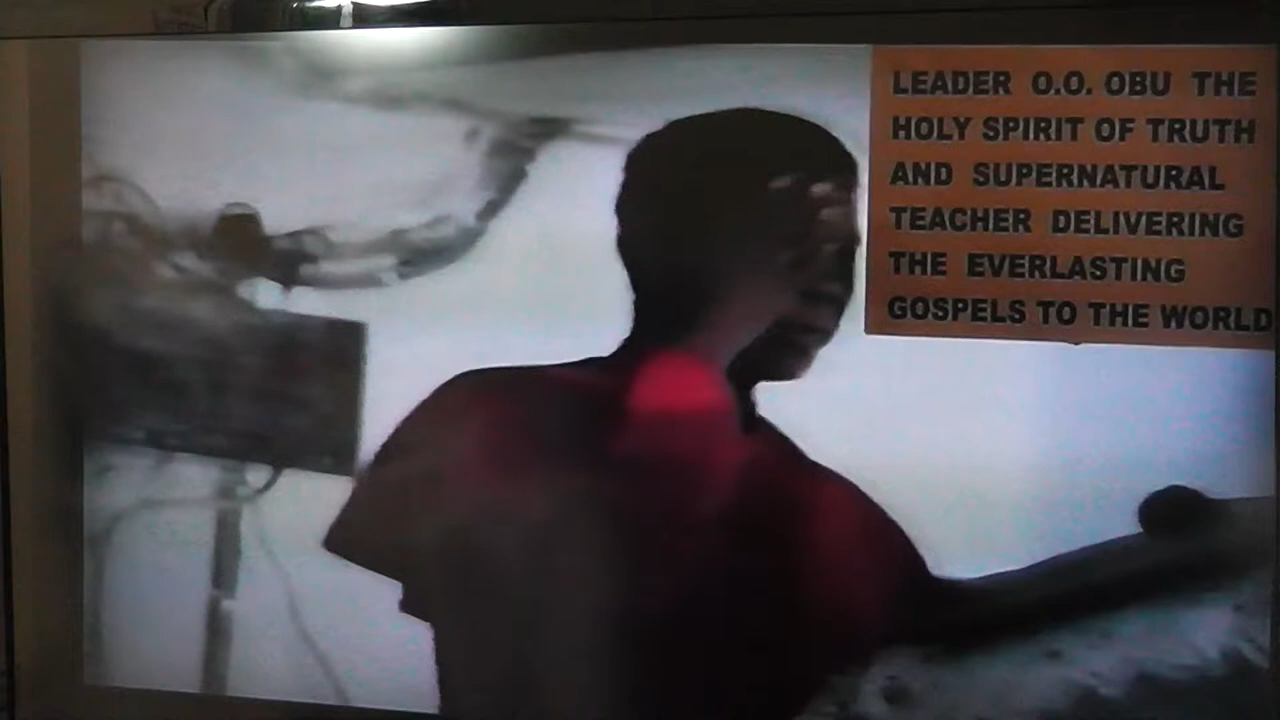 LEADER O.O. OBU THE
HOLY SPIRIT OF TRUTH
AND SUPERNATURAL
TEACHER DELIVERING
THE EVERLASTING
GOSPELS TO THE WORLD